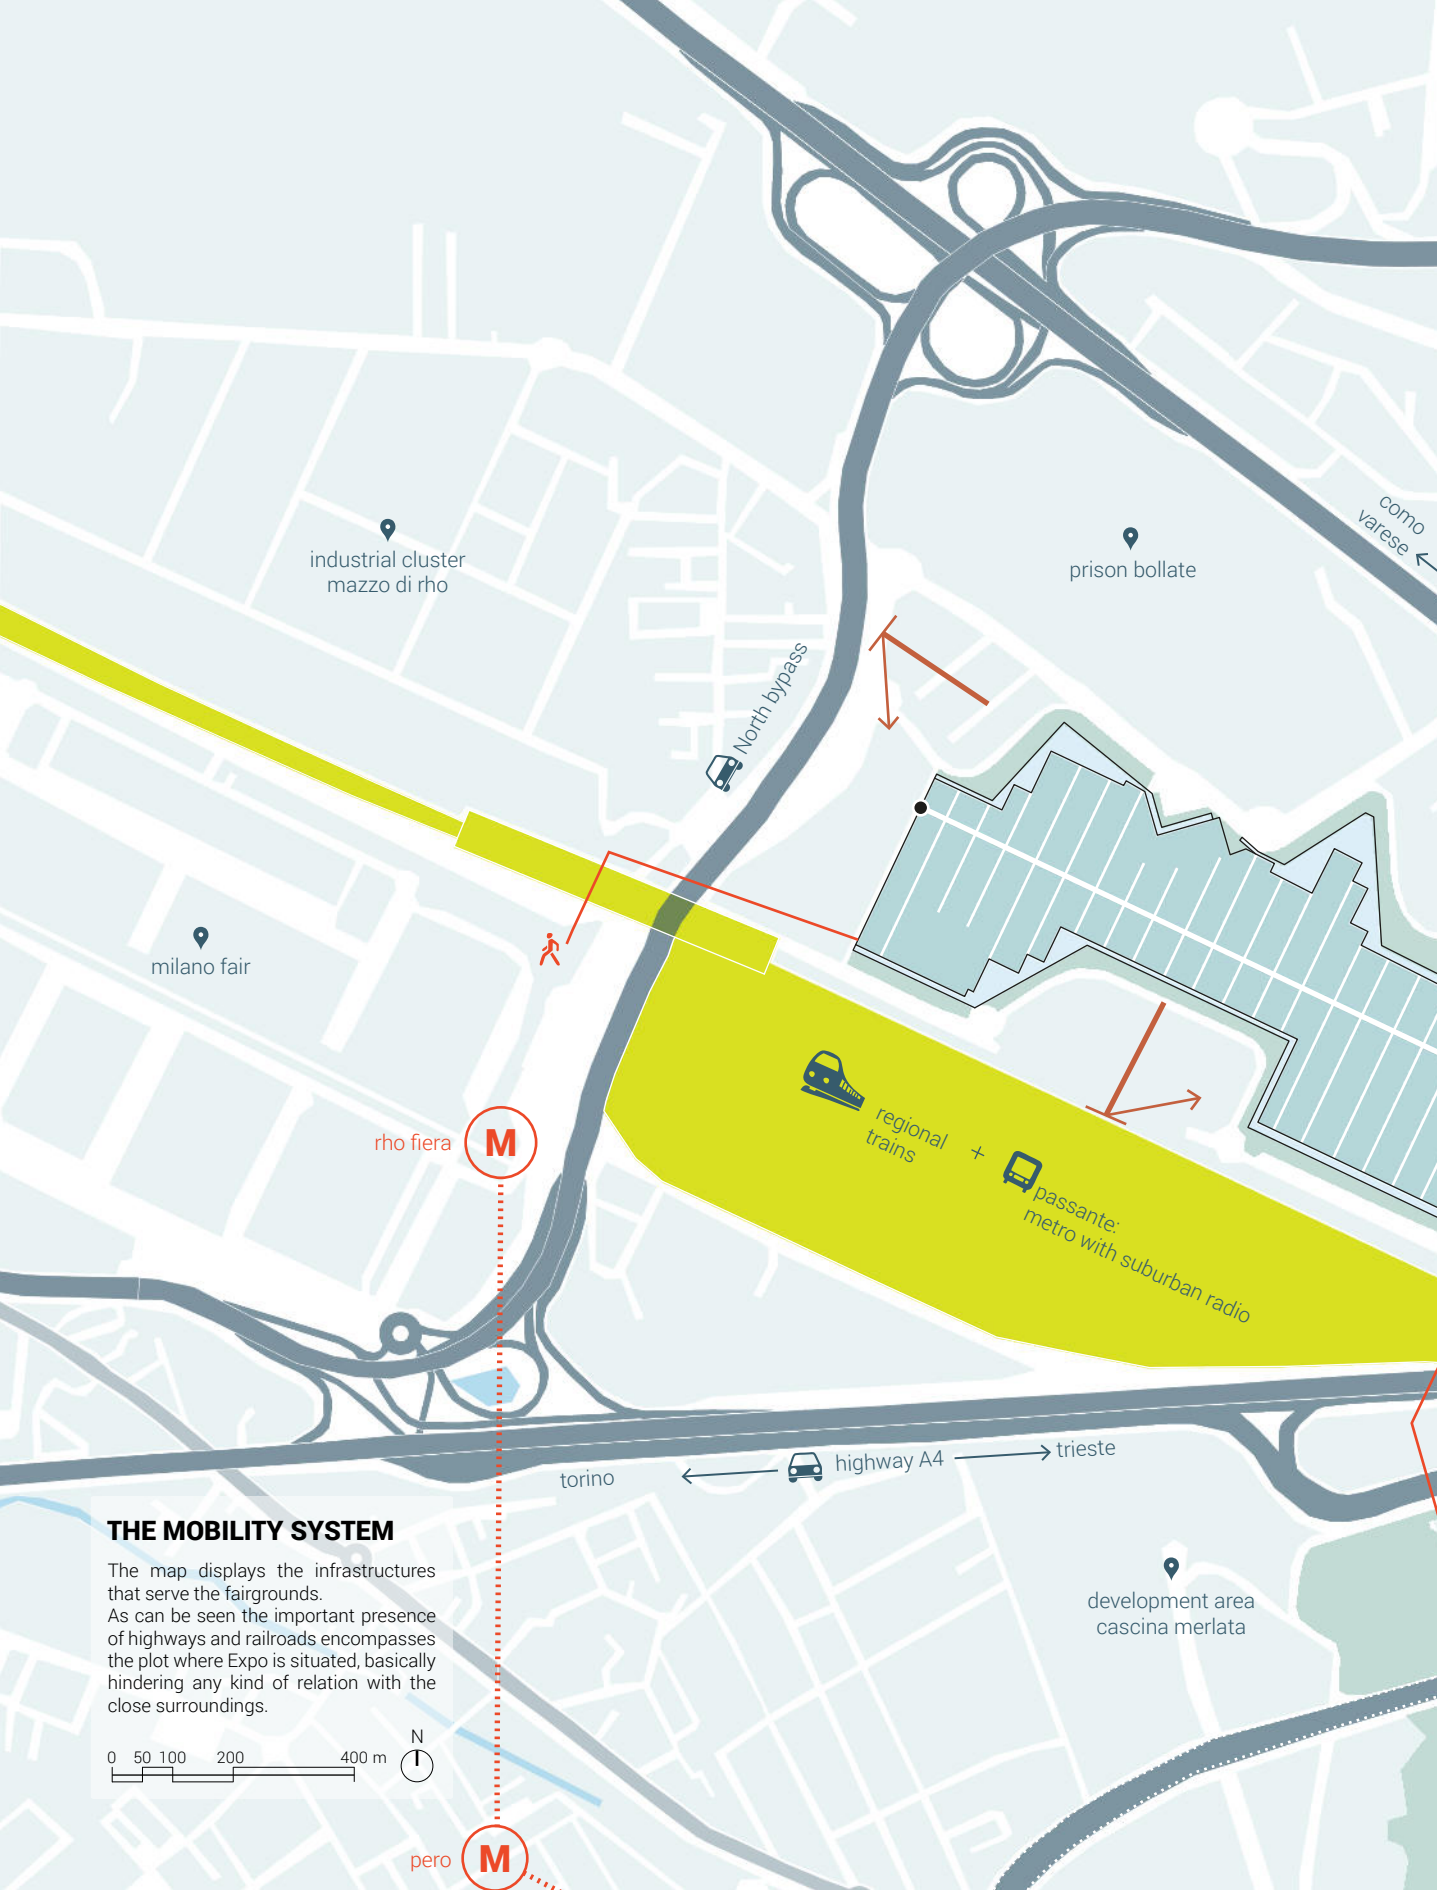 como
varese
industrial cluster
mazzo di rho
prison bollate
North bypass
milano fair
regional
trains
+
passante:
metro with suburban radio
rho fiera
M
torino
highway A4
trieste
THE MOBILITY SYSTEM
The map displays the infrastructures
that serve the fairgrounds.
As can be seen the important presence
of highways and railroads encompasses
the plot where Expo is situated, basically
hindering any kind of relation with the
close surroundings.
development area
cascina merlata
N
0 50 100 200 400 m
pero
M